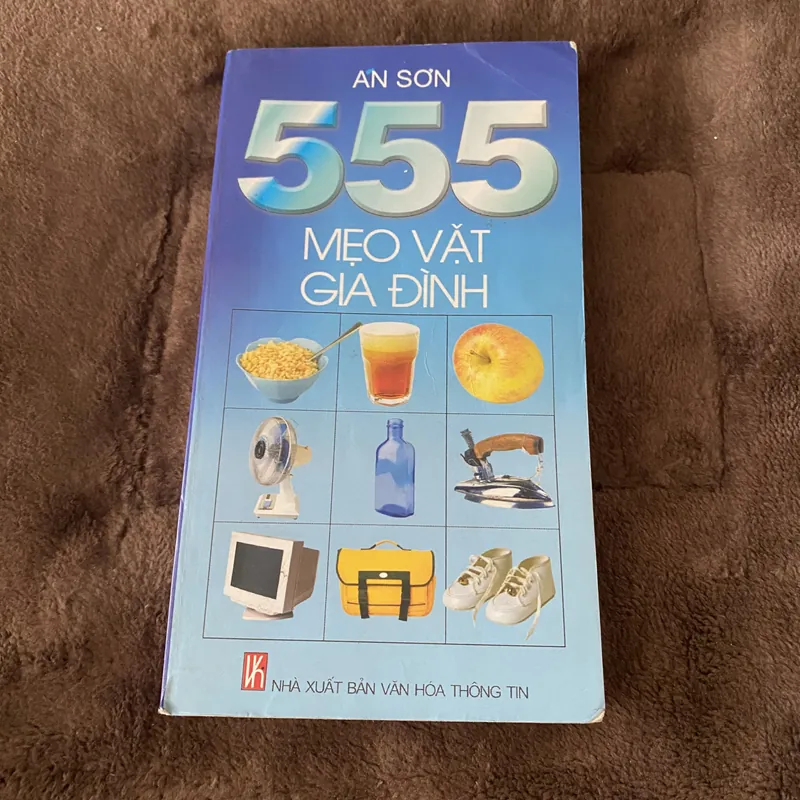 AN SƠN
555
MẸO VẶT
GIA ĐÌNH
NHÀ XUẤT BẢN VĂN HÓA THÔNG TIN